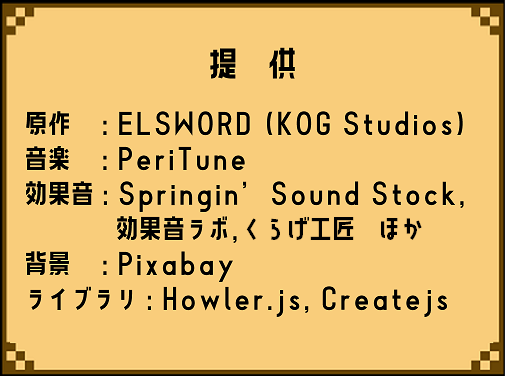 提　供
原作　: ELSWORD (KOG Studios)
音楽　: PeriTune
効果音 : Springin’ Sound Stock,
効果音ラボ, くらげ工匠　ほか
背景　: Pixabay
ライブラリ : Howler.js, Createjs